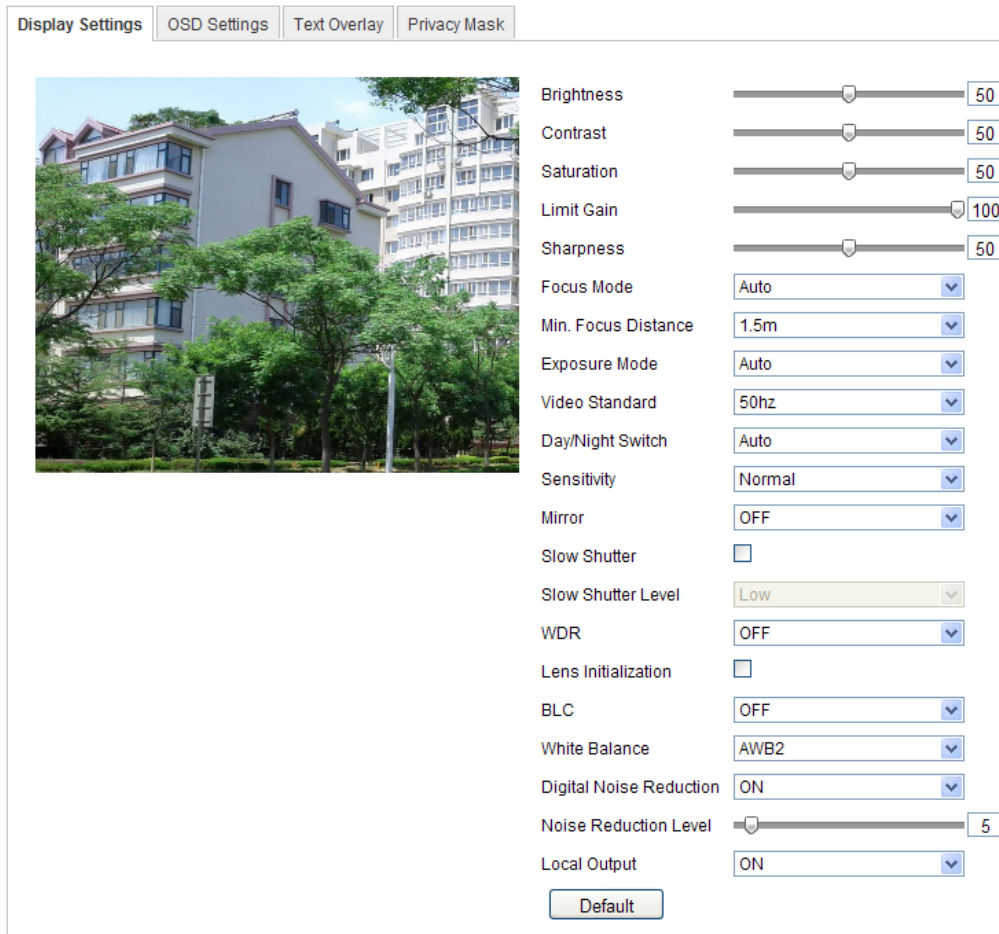 Display Settings OSD Settings Text Overlay Privacy Mask
Brightness 50
Contrast 50
Saturation 50
Limit Gain 100
Sharpness 50
Focus Mode Auto
Min. Focus Distance 1.5m
Exposure Mode Auto
Video Standard 50hz
Day/Night Switch Auto
Sensitivity Normal
Mirror OFF
Slow Shutter
Slow Shutter Level Low
WDR OFF
Lens Initialization
BLC OFF
White Balance AWB2
Digital Noise Reduction ON
Noise Reduction Level 5
Local Output ON
Default